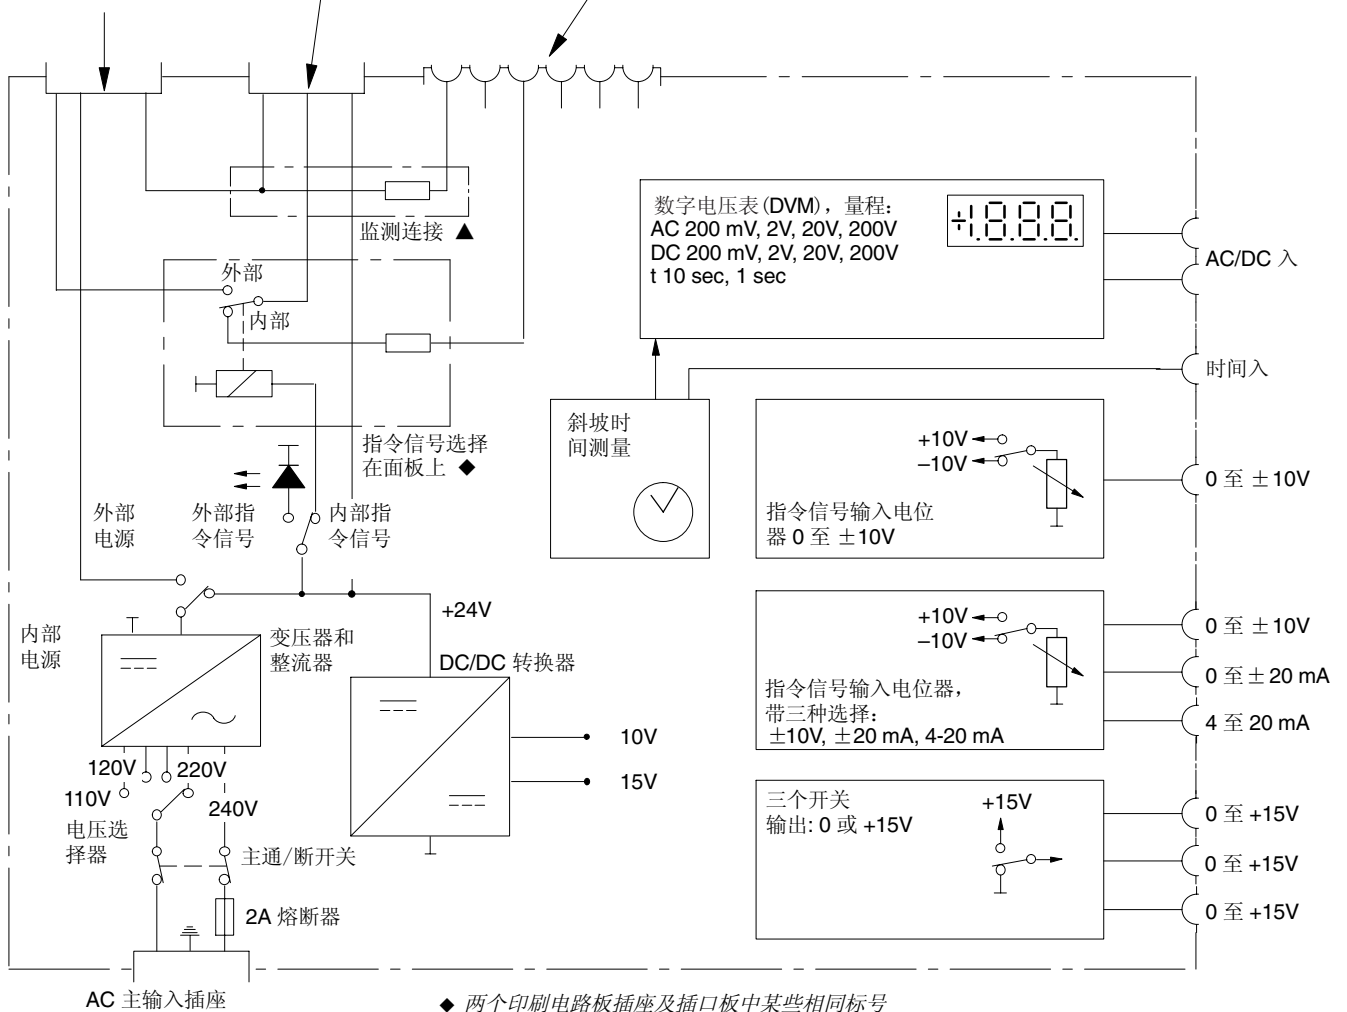 监测连接 ▲
外部
内部
数字电压表(DVM)，量程：
AC 200 mV, 2V, 20V, 200V
DC 200 mV, 2V, 20V, 200V
t 10 sec, 1 sec
÷1.8.8.8.
AC/DC 入
时间入
斜坡时
间测量
指令信号选择
在面板上 ◆
+10V
–10V
指令信号输入电位
器 0 至 ±10V
0 至 ±10V
外部
电源
外部指
令信号
内部指
令信号
+24V
内部
电源
变压器和
整流器
DC/DC 转换器
10V
15V
+10V
–10V
指令信号输入电位器，
带三种选择：
±10V, ±20 mA, 4-20 mA
0 至 ±10V
0 至± 20 mA
4 至 20 mA
120V
220V
110V
240V
电压选
择器
主通/断开关
2A 熔断器
三个开关
输出: 0 或 +15V
+15V
0 至 +15V
0 至 +15V
0 至 +15V
AC 主输入插座
◆ 两个印刷电路板插座及插口板中某些相同标号